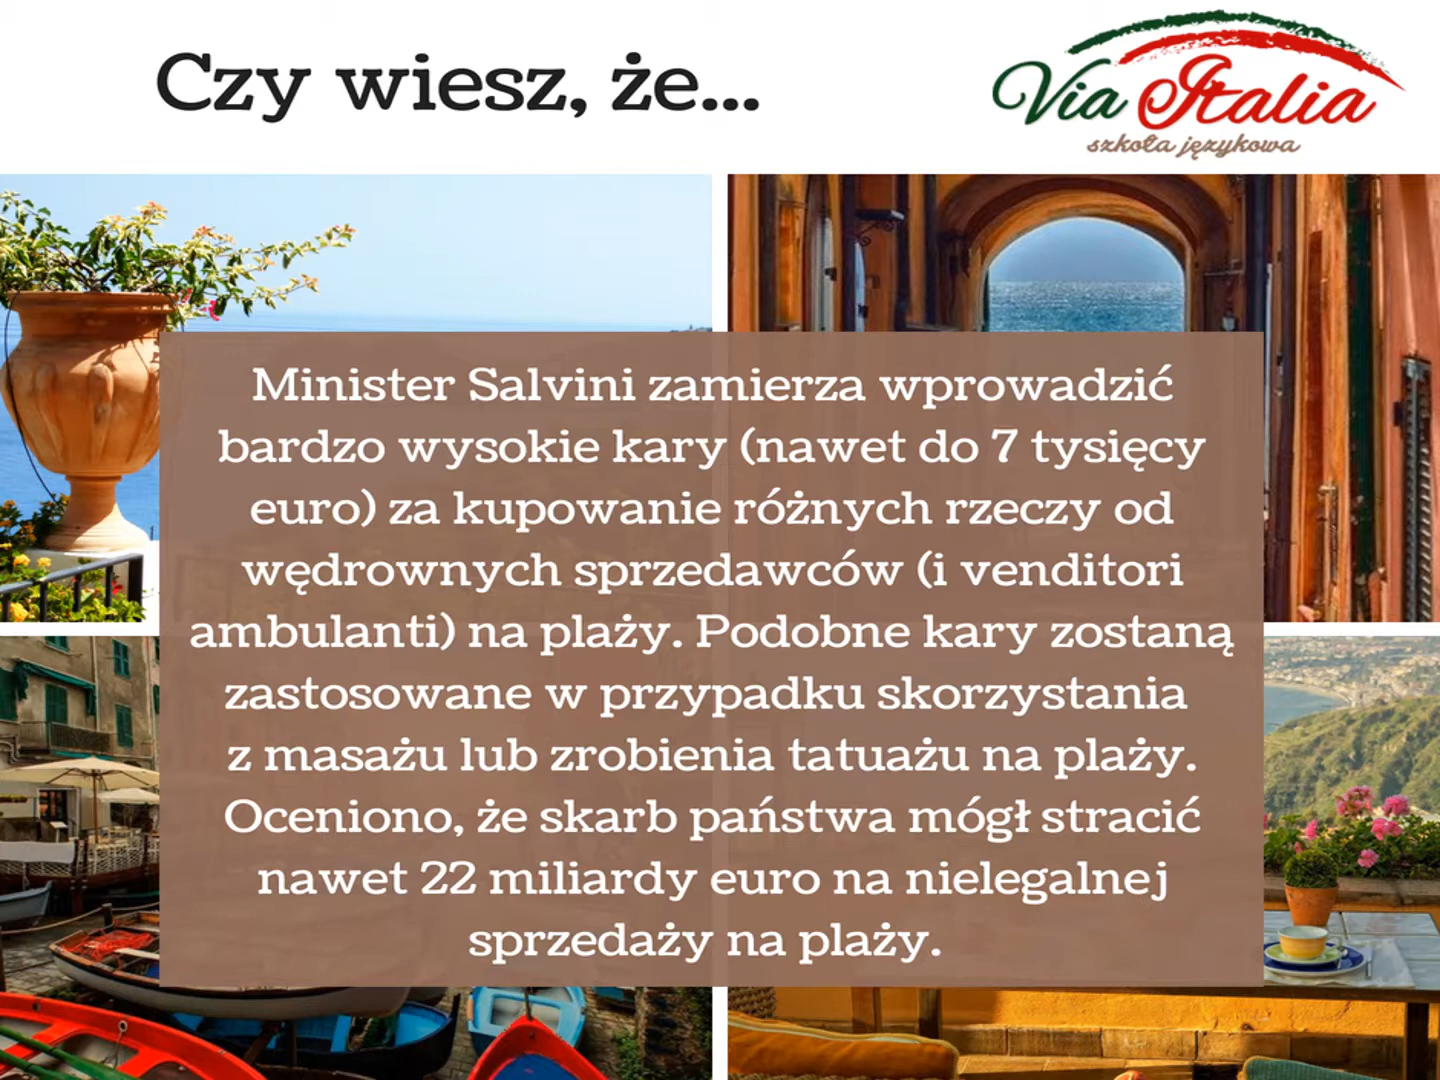 Czy wiesz, że...
Via Italia
szkoła językowa
Minister Salvini zamierza wprowadzić
bardzo wysokie kary (nawet do 7 tysięcy
euro) za kupowanie różnych rzeczy od
wędrownych sprzedawców (i venditori
ambulanti) na plaży. Podobne kary zostaną
zastosowane w przypadku skorzystania
z masażu lub zrobienia tatuażu na plaży.
Oceniono, że skarb państwa mógł stracić
nawet 22 miliardy euro na nielegalnej
sprzedaży na plaży.